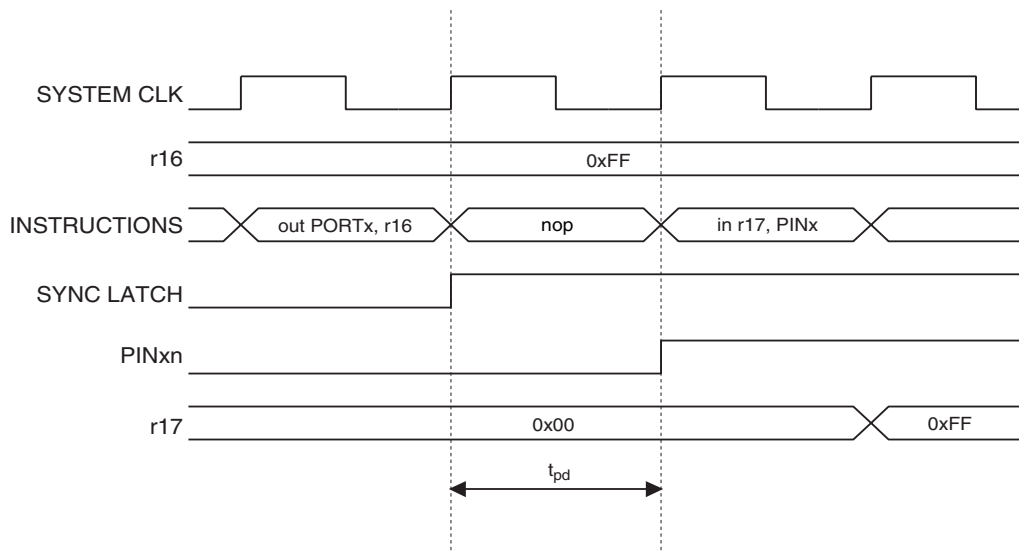 SYSTEM CLK
r16
0xFF
INSTRUCTIONS
out PORTx, r16
nop
in r17, PINx
SYNC LATCH
PINxn
r17
0x00
0xFF
tpd